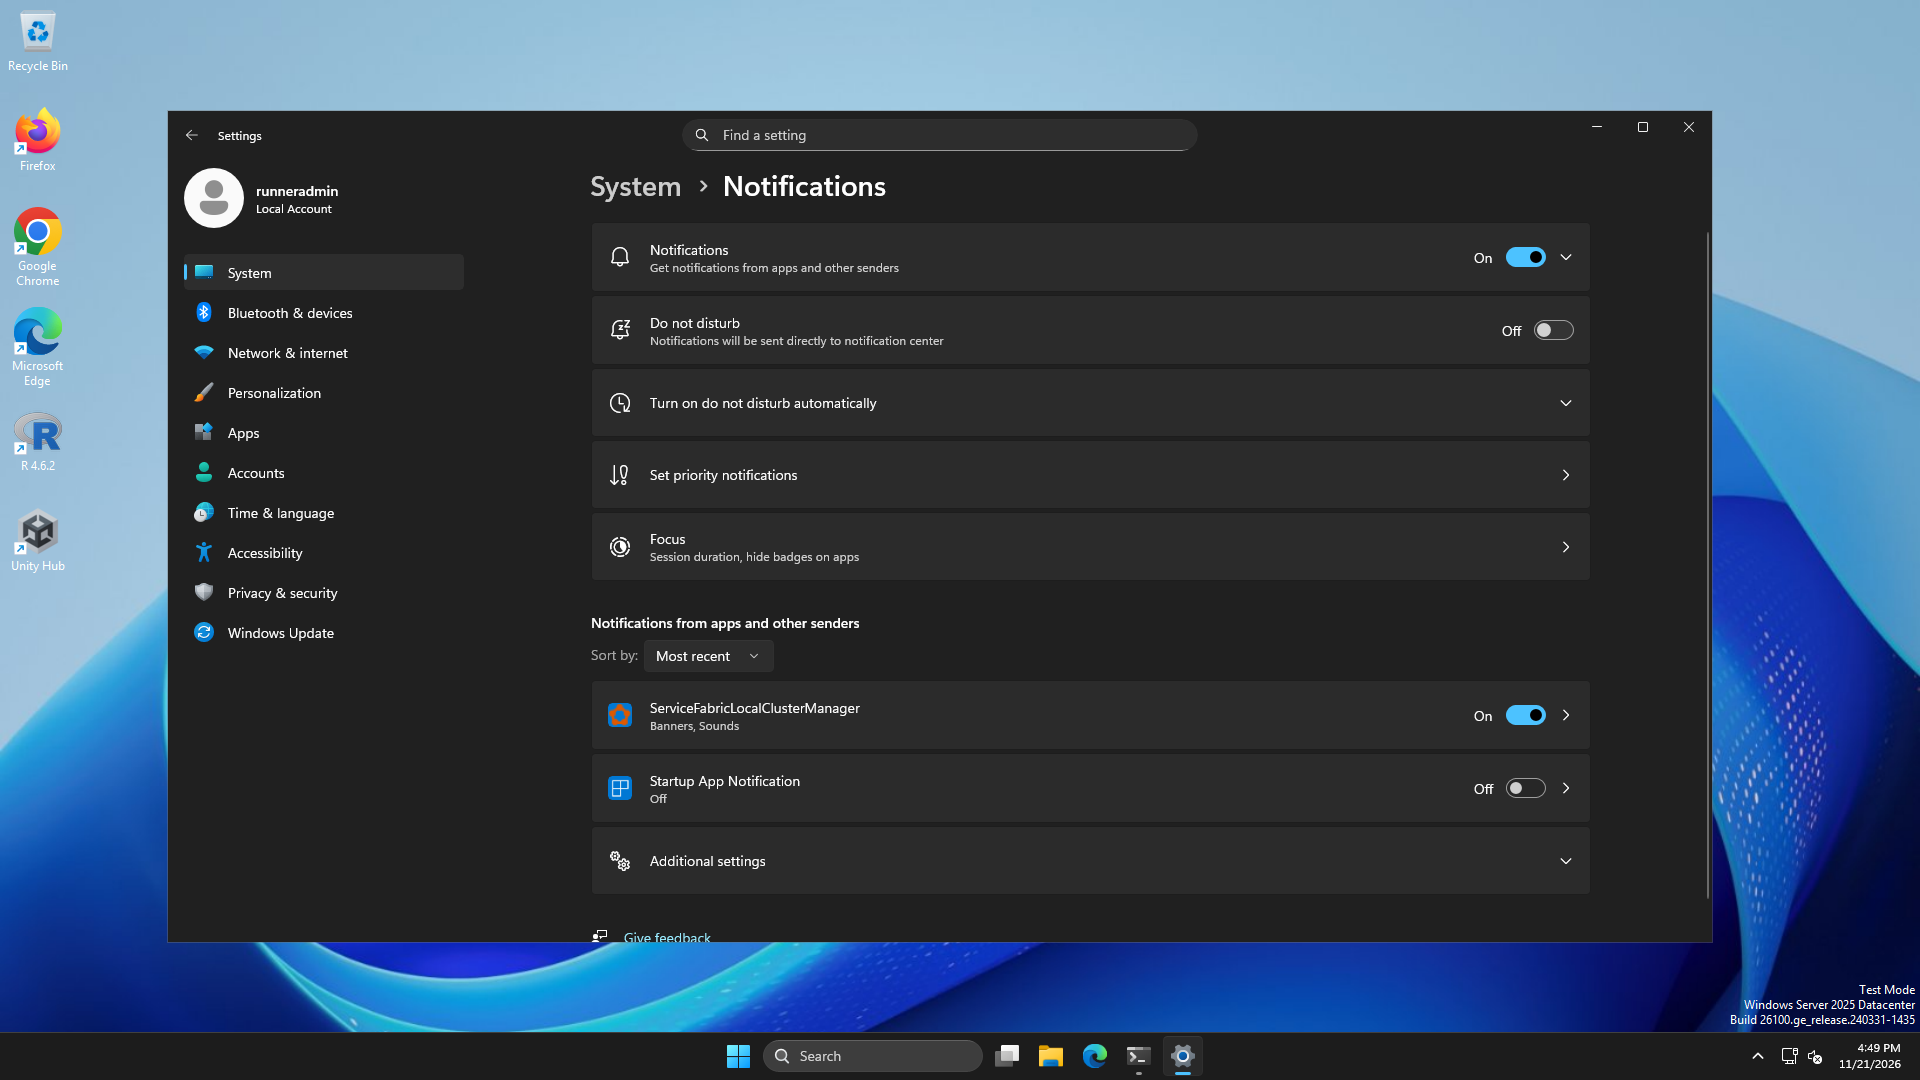 Recycle Bin
Firefox
Google
Chrome
Microsoft
Edge
R 4.6.2
Unity Hub
Settings
Find a setting
runneradmin
Local Account
System
Bluetooth & devices
Network & internet
Personalization
Apps
Accounts
Time & language
Accessibility
Privacy & security
Windows Update
System > Notifications
Notifications
Get notifications from apps and other senders
On
Do not disturb
Notifications will be sent directly to notification center
Off
Turn on do not disturb automatically
Set priority notifications
Focus
Session duration, hide badges on apps
Notifications from apps and other senders
Sort by: Most recent
ServiceFabricLocalClusterManager
Banners, Sounds
On
Startup App Notification
Off
Off
Additional settings
Give feedback
Test Mode
Windows Server 2025 Datacenter
Build 26100.ge_release.240331-1435
Search
4:49 PM
11/21/2026